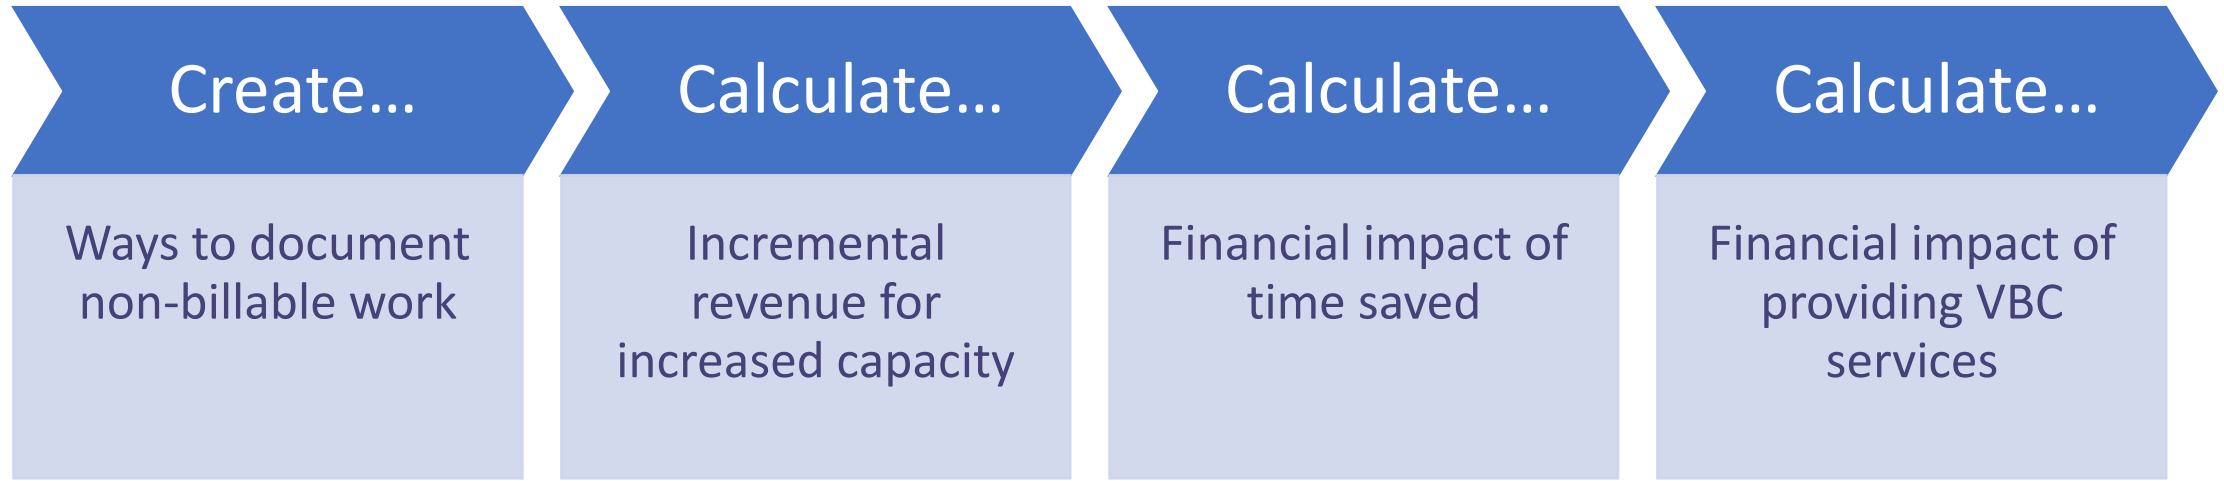 Create...
Ways to document
non-billable work
Calculate...
Incremental
revenue for
increased capacity
Calculate...
Financial impact of
time saved
Calculate...
Financial impact of
providing VBC
services